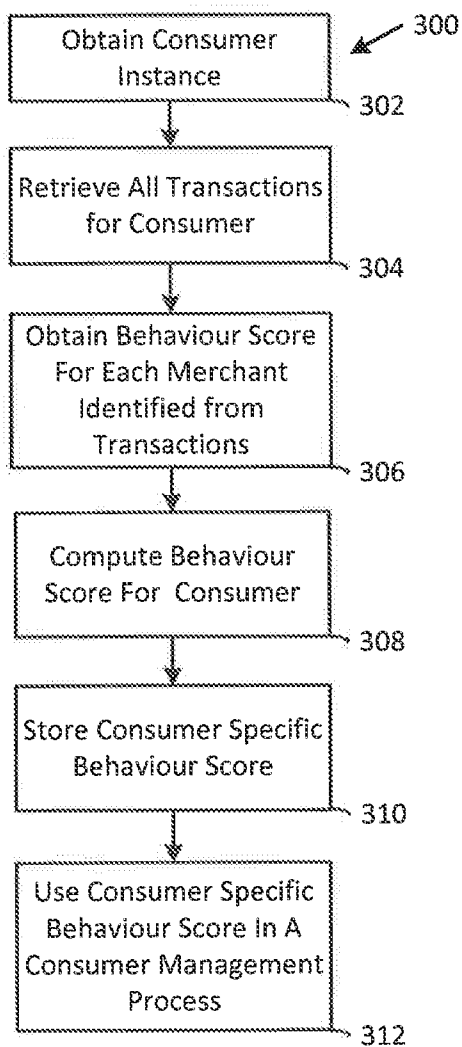 300
Obtain Consumer
Instance
302
Retrieve All Transactions
for Consumer
304
Obtain Behaviour Score
For Each Merchant
Identified from
Transactions
306
Compute Behaviour
Score For Consumer
308
Store Consumer Specific
Behaviour Score
310
Use Consumer Specific
Behaviour Score In A
Consumer Management
Process
312